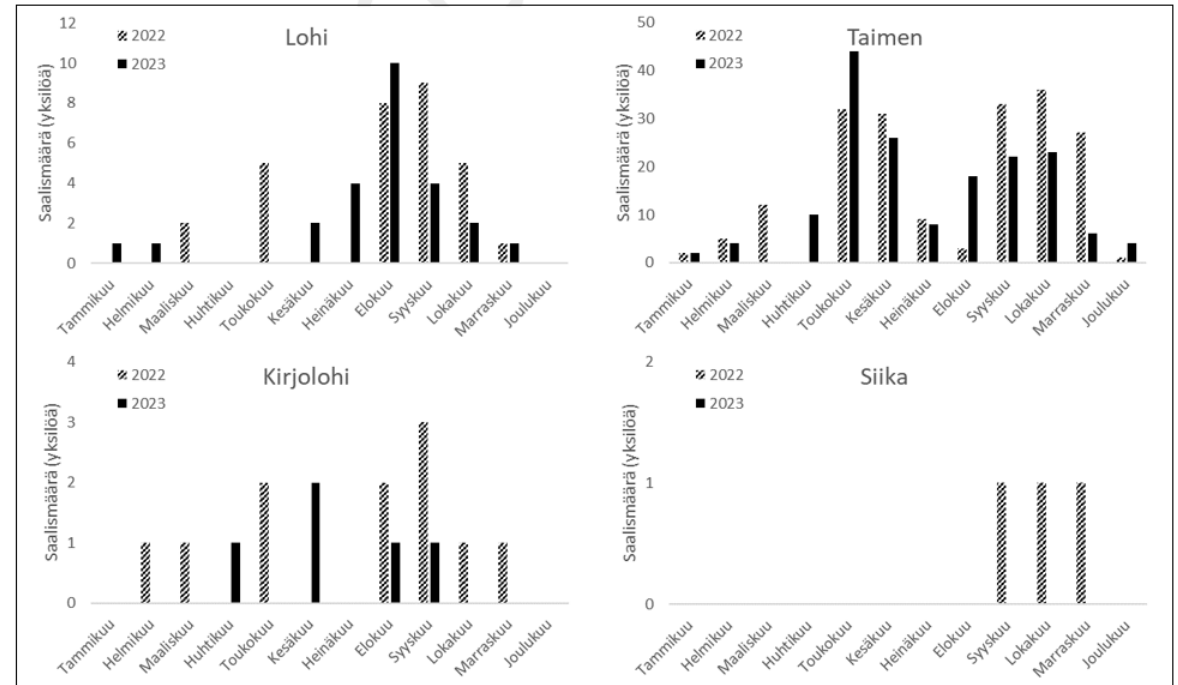 Lohi
2022
2023
Saalismäärä (yksilöä)
12
10
8
6
4
2
0
Tammikuu
Helmikuu
Maaliskuu
Huhtikuu
Toukokuu
Kesäkuu
Heinäkuu
Elokuu
Syyskuu
Lokakuu
Marraskuu
Joulukuu
Taimen
2022
2023
Saalismäärä (yksilöä)
50
40
30
20
10
0
Tammikuu
Helmikuu
Maaliskuu
Huhtikuu
Toukokuu
Kesäkuu
Heinäkuu
Elokuu
Syyskuu
Lokakuu
Marraskuu
Joulukuu
Kirjolohi
2022
2023
Saalismäärä (yksilöä)
4
3
2
1
0
Tammikuu
Helmikuu
Maaliskuu
Huhtikuu
Toukokuu
Kesäkuu
Heinäkuu
Elokuu
Syyskuu
Lokakuu
Marraskuu
Joulukuu
Siika
2022
2023
Saalismäärä (yksilöä)
2
1
0
Tammikuu
Helmikuu
Maaliskuu
Huhtikuu
Toukokuu
Kesäkuu
Heinäkuu
Elokuu
Syyskuu
Lokakuu
Marraskuu
Joulukuu